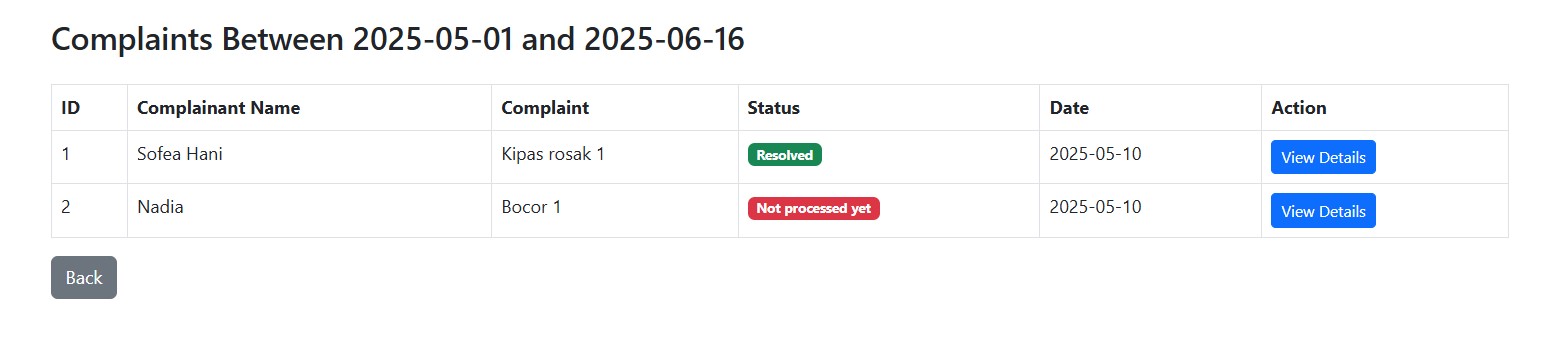 Complaints Between 2025-05-01 and 2025-06-16
ID Complainant Name Complaint Status Date Action
1 Sofea Hani Kipas rosak 1 Resolved 2025-05-10 View Details
2 Nadia Bocor 1 Not processed yet 2025-05-10 View Details
Back